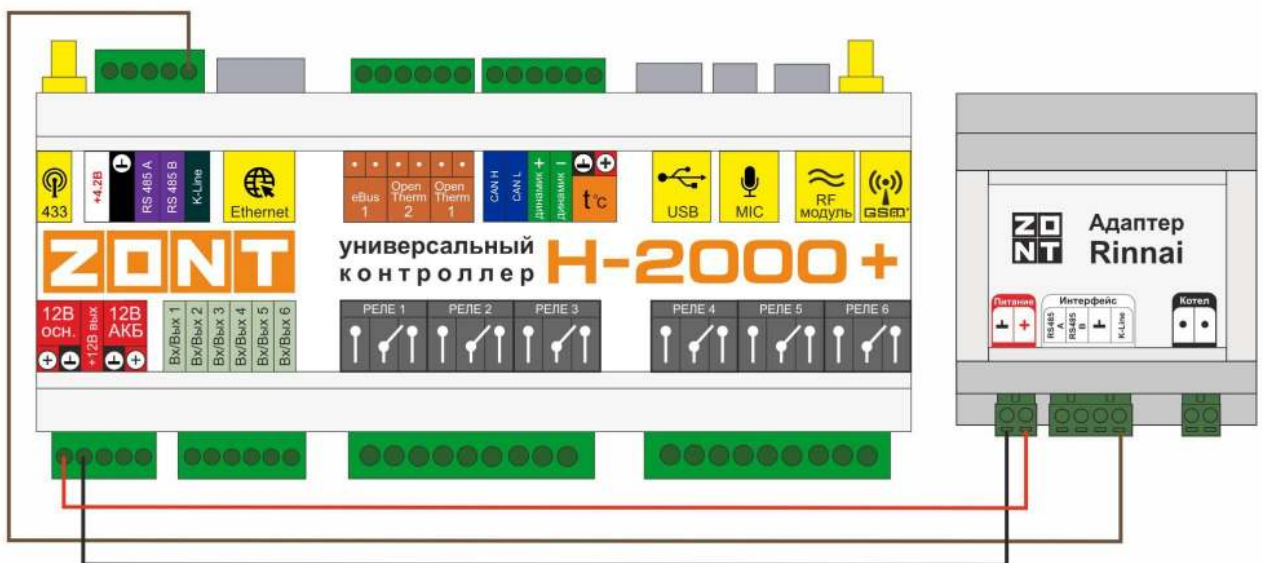 433
+4.2В
RS 485 A
RS 485 B
K-Line
Ethernet
eBus
1
Open
Therm
2
Open
Therm
1
CAN H
CAN L
динамик +
динамик –
t°c
USB
MIC
RF
модуль
GSM
ZONT
универсальный
контроллер
H-2000+
12В
осн.
+12В вых
12В
АКБ
Вх/Вых 1
Вх/Вых 2
Вх/Вых 3
Вх/Вых 4
Вх/Вых 5
Вх/Вых 6
РЕЛЕ 1
РЕЛЕ 2
РЕЛЕ 3
РЕЛЕ 4
РЕЛЕ 5
РЕЛЕ 6
ZONT
Адаптер
Rinnai
Питание
Интерфейс
RS485
A
RS485
B
K-Line
Котел